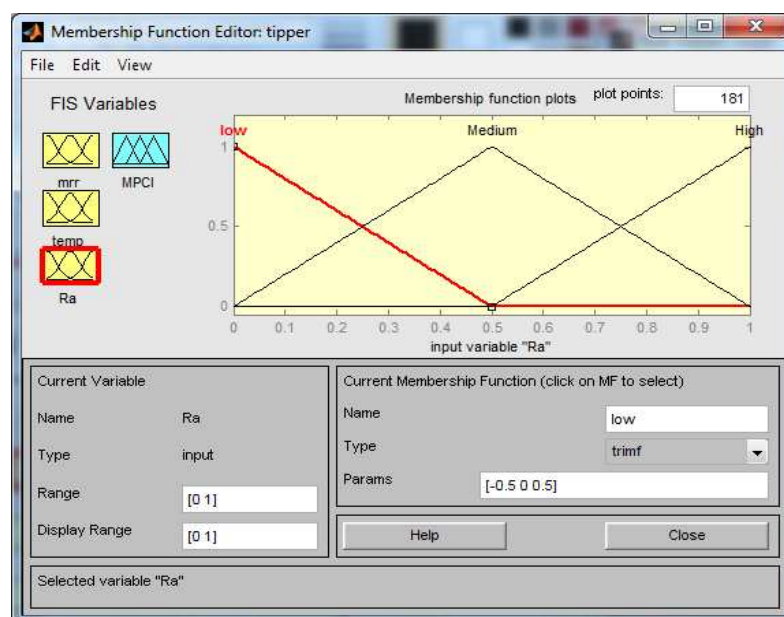 Membership Function Editor: tipper
File Edit View
FIS Variables
mrr
MPCI
temp
Ra
Membership function plots
plot points:
181
low
Medium
High
1
0.5
0
0 0.1 0.2 0.3 0.4 0.5 0.6 0.7 0.8 0.9 1
input variable "Ra"
Current Variable
Name Ra
Type input
Range [0 1]
Display Range [0 1]
Current Membership Function (click on MF to select)
Name low
Type trimf
Params [-0.5 0 0.5]
Help
Close
Selected variable "Ra"